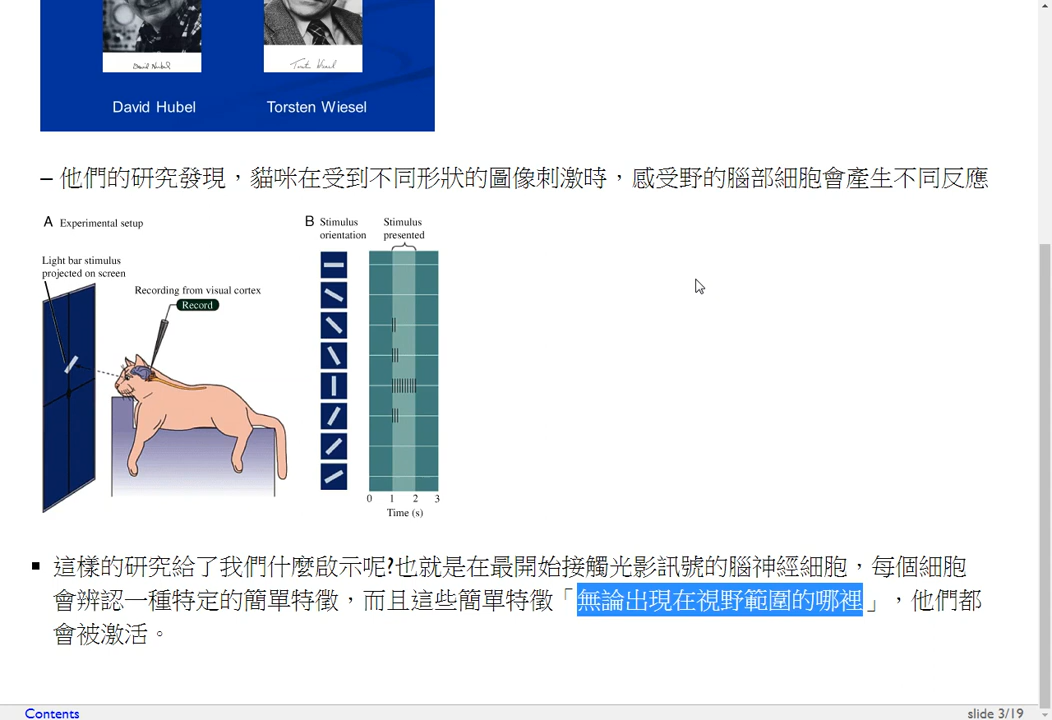 David Hubel
Torsten Wiesel
David Hubel Torsten Wiesel
– 他們的研究發現，貓咪在受到不同形狀的圖像刺激時，感受野的腦部細胞會產生不同反應
A Experimental setup
Light bar stimulus
projected on screen
Recording from visual cortex
Record
B Stimulus
orientation
Stimulus
presented
0 1 2 3
Time (s)
▪ 這樣的研究給了我們什麼啟示呢?也就是在最開始接觸光影訊號的腦神經細胞，每個細胞
會辨認一種特定的簡單特徵，而且這些簡單特徵「無論出現在視野範圍的哪裡」，他們都
會被激活。
Contents
slide 3/19